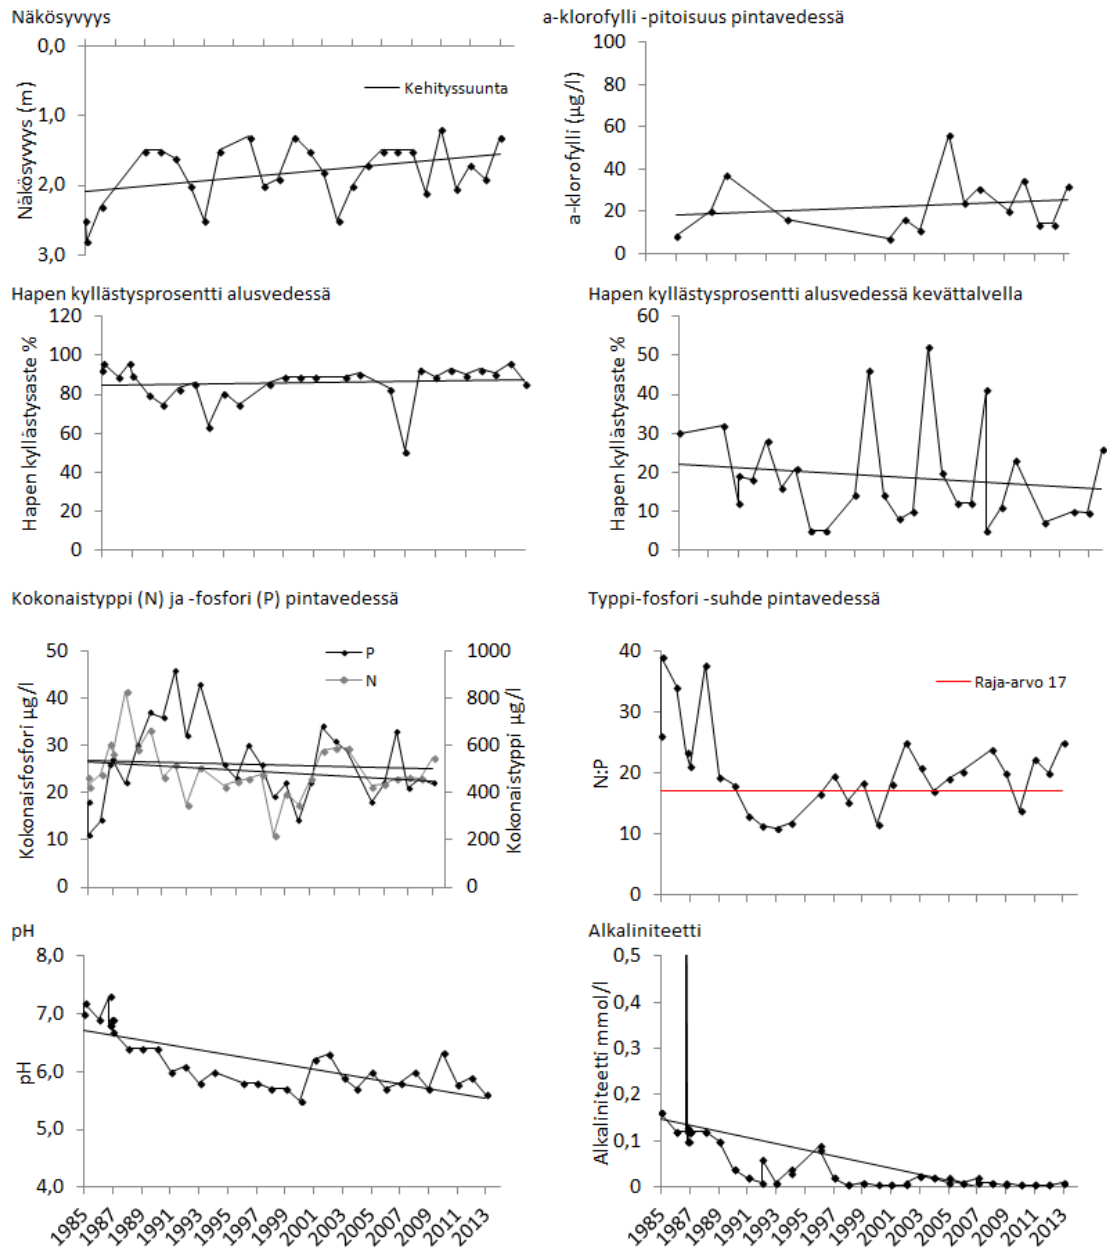 Näkösyvyys
0,0
1,0
2,0
3,0
Näkösyvyys (m)
Kehityssuunta
a-klorofylli -pitoisuus pintavedessä
100
80
60
40
20
0
a-klorofylli (µg/l)
Hapen kyllästysprosentti alusvedessä
120
100
80
60
40
20
0
Hapen kyllästysaste %
Hapen kyllästysprosentti alusvedessä kevättalvella
60
50
40
30
20
10
0
Hapen kyllästysaste %
Kokonaistyppi (N) ja -fosfori (P) pintavedessä
50
40
30
20
10
0
Kokonaisfosfori µg/l
P
N
1000
800
600
400
200
0
Kokonaistyppi µg/l
Typpi-fosfori -suhde pintavedessä
40
30
20
10
0
N:P
Raja-arvo 17
pH
8,0
7,0
6,0
5,0
4,0
pH
1985 1987 1989 1991 1993 1995 1997 1999 2001 2003 2005 2007 2009 2011 2013
Alkaliniteetti
0,5
0,4
0,3
0,2
0,1
0
Alkaliniteetti mmol/l
1985 1987 1989 1991 1993 1995 1997 1999 2001 2003 2005 2007 2009 2011 2013